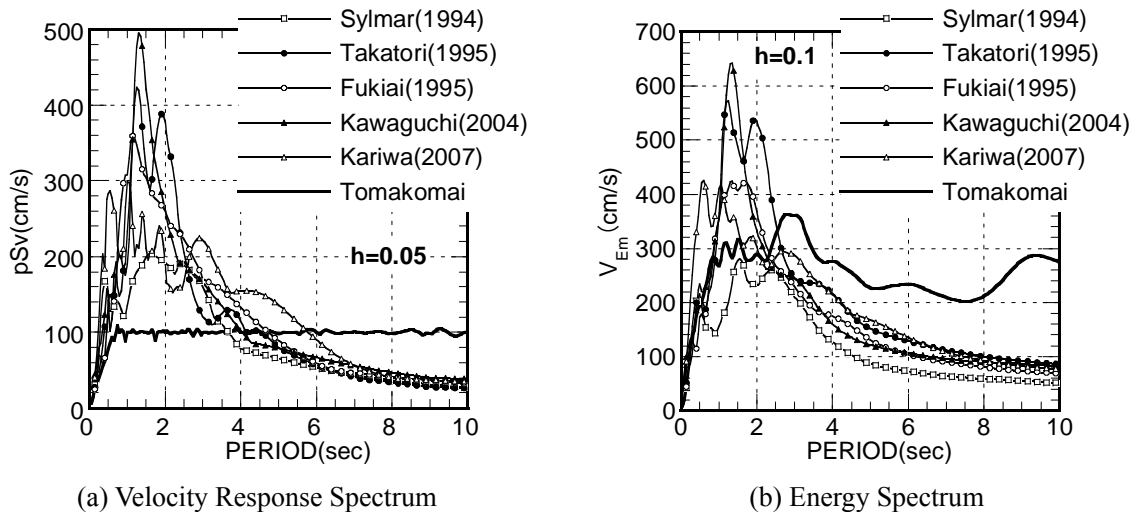 Sylmar(1994)
Takatori(1995)
Fukiai(1995)
Kawaguchi(2004)
Kariwa(2007)
Tomakomai
h=0.05
pSv(cm/s)
500
400
300
200
100
0
0 2 4 6 8 10
PERIOD(sec)
(a) Velocity Response Spectrum
Sylmar(1994)
Takatori(1995)
Fukiai(1995)
Kawaguchi(2004)
Kariwa(2007)
Tomakomai
h=0.1
V_Em (cm/s)
700
600
500
400
300
200
100
0
0 2 4 6 8 10
PERIOD(sec)
(b) Energy Spectrum